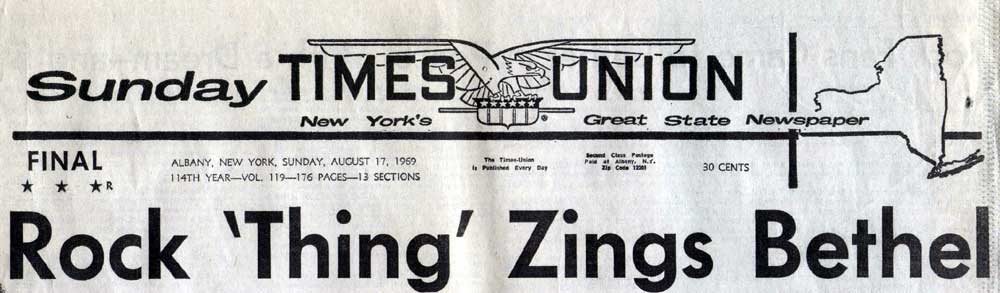 Sunday TIMES UNION
New York's Great State Newspaper
FINAL
★ ★ ★R
ALBANY, NEW YORK, SUNDAY, AUGUST 17, 1969
114TH YEAR—VOL. 119—176 PAGES—13 SECTIONS
The Times-Union
Is Published Every Day
Second Class Postage
Paid at Albany, N.Y.
Zip Code 12201
30 CENTS
Rock 'Thing' Zings Bethel